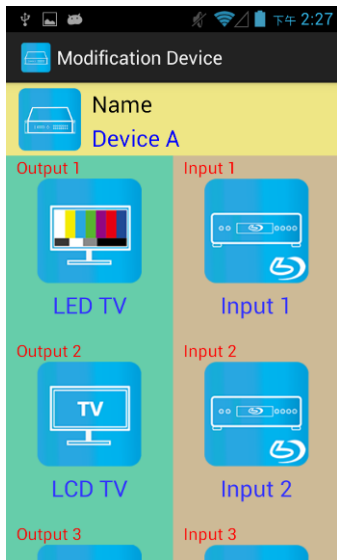 下午 2:27
Modification Device
Name
Device A
Output 1
Input 1
LED TV
Input 1
Output 2
Input 2
TV
LCD TV
Input 2
Output 3
Input 3